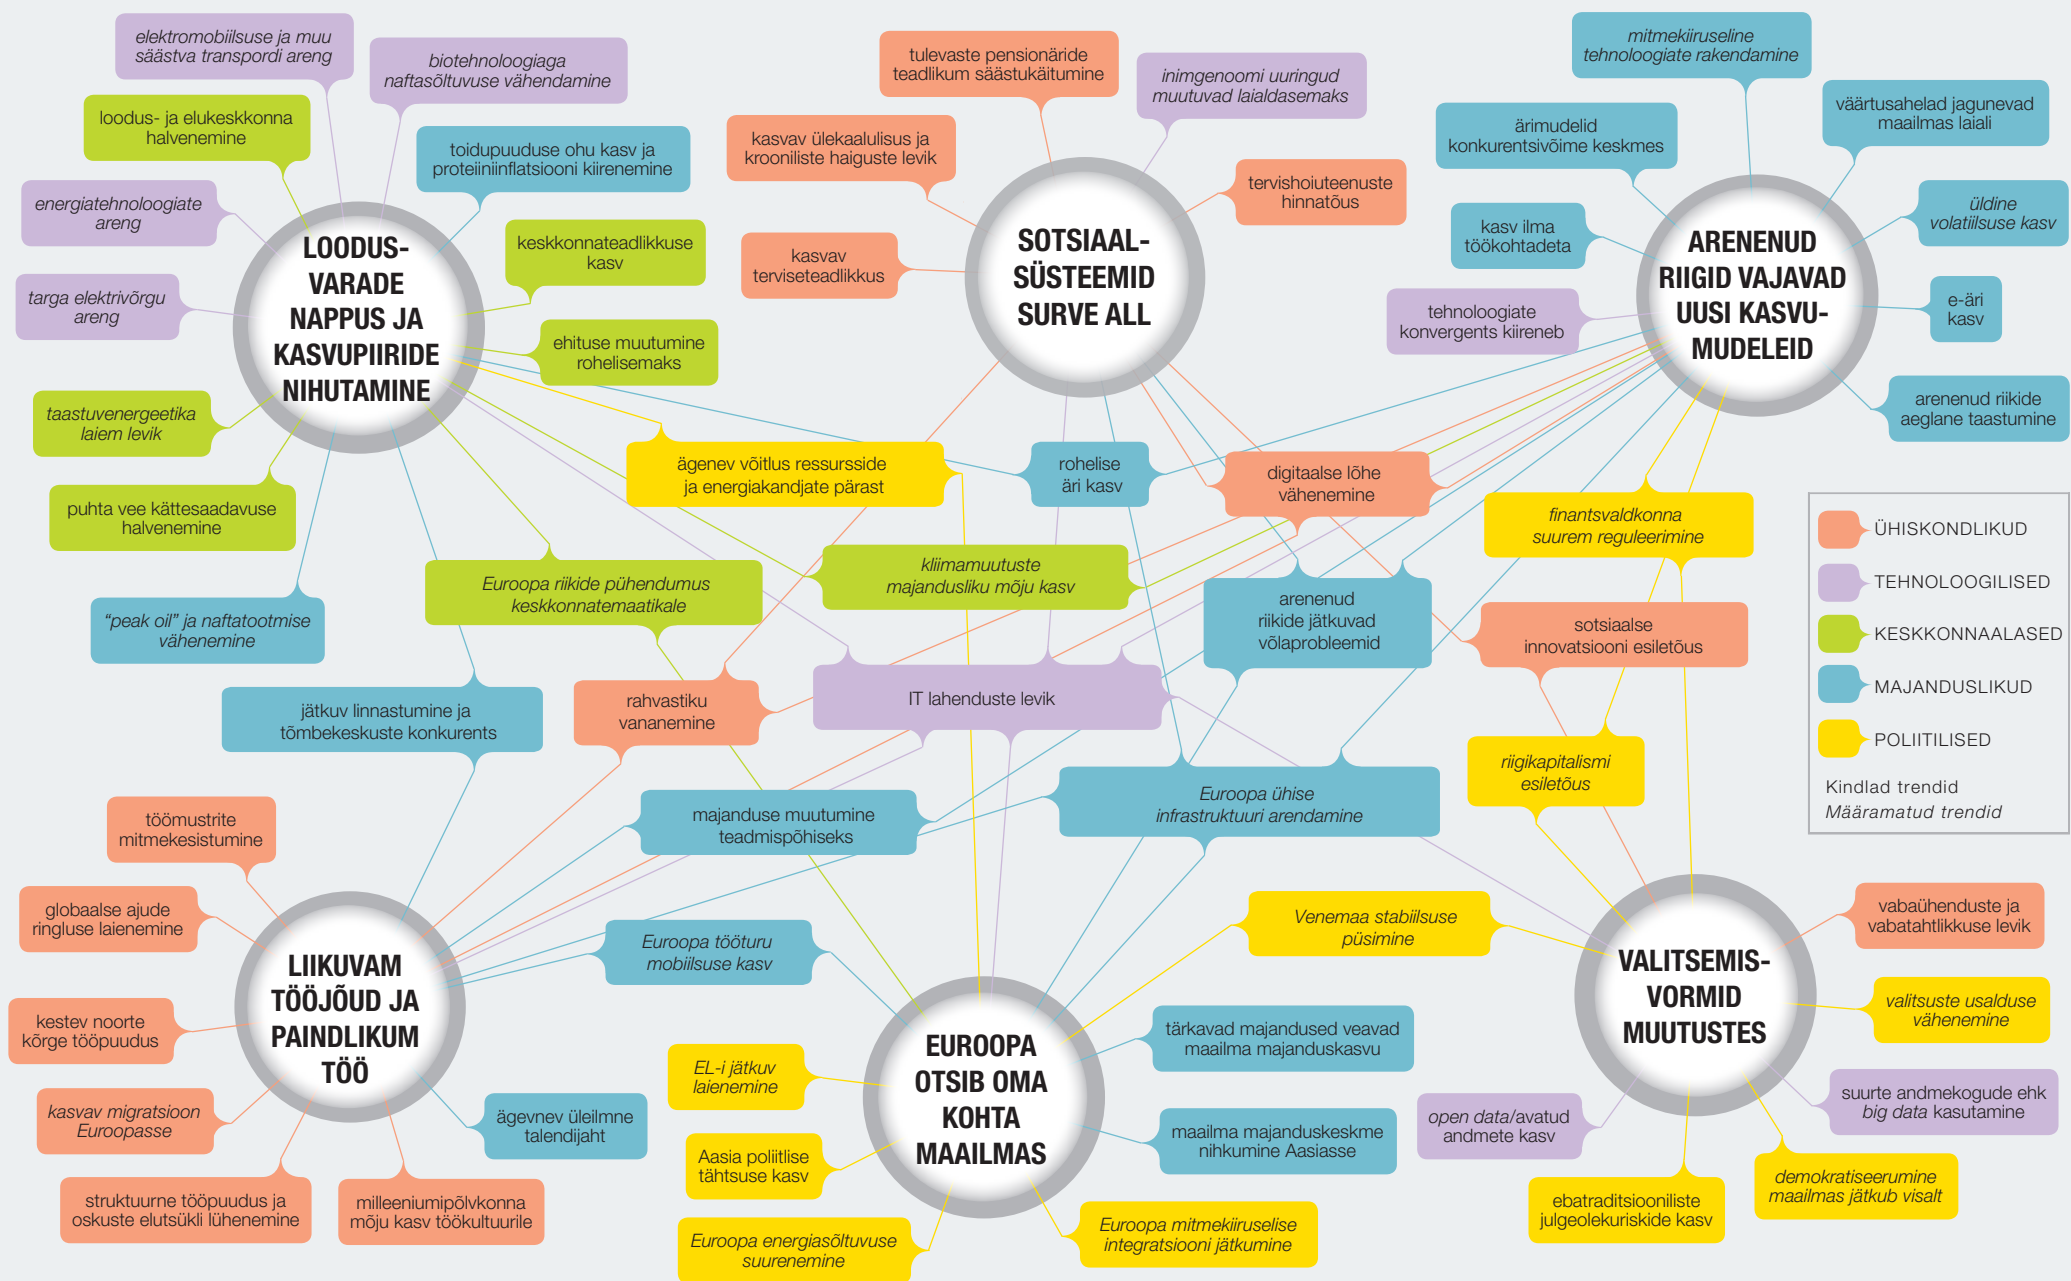 elektromobiilsuse ja muu
säästva transpordi areng
biotehnoloogiaga
naftasõltuvuse vähendamine
loodus- ja elukeskkonna
halvenemine
toidupuuduse ohu kasv ja
proteiiniinflatsiooni kiirenemine
energiatehnoloogiate
areng
keskkonnateadlikkuse
kasv
targa elektrivõrgu
areng
ehituse muutumine
rohelisemaks
LOODUS-
VARADE
NAPPUS JA
KASVUPIIRIDE
NIHUTAMINE
taastuvenergeetika
laiem levik
puhta vee kättesaadavuse
halvenemine
"peak oil" ja naftatootmise
vähenemine
tulevaste pensionäride
teadlikum säästukäitumine
inimgenoomi uuringud
muutuvad laialdasemaks
kasvav ülekaalulisus ja
krooniliste haiguste levik
tervishoiuteenuste
hinnatõus
kasvav
terviseteadlikkus
SOTSIAAL-
SÜSTEEMID
SURVE ALL
mitmekiiruseline
tehnoloogiate rakendamine
väärtusahelad jagunevad
maailmas laiali
ärimudelid
konkurentsivõime keskmes
üldine
volatiilsuse kasv
kasv ilma
töökohtadeta
e-äri
kasv
tehnoloogiate
konvergents kiireneb
arenenud riikide
aeglane taastumine
ARENENUD
RIIGID VAJAVAD
UUSI KASVU-
MUDELEID
ägenev võitlus ressursside
ja energiakandjate pärast
rohelise
äri kasv
digitaalse lõhe
vähenemine
finantsvaldkonna
suurem reguleerimine
Euroopa riikide pühendumus
keskkonnatemaatikale
kliimamuutuste
majandusliku mõju kasv
arenenud
riikide jätkuvad
võlaprobleemid
sotsiaalse
innovatsiooni esiletõus
jätkuv linnastumine ja
tõmbekeskuste konkurents
rahvastiku
vananemine
IT lahenduste levik
riigikapitalismi
esiletõus
majanduse muutumine
teadmispõhiseks
Euroopa ühise
infrastruktuuri arendamine
ÜHISKONDLIKUD
TEHNOLOOGILISED
KESKKONNAALASED
MAJANDUSLIKUD
POLIITILISED
Kindlad trendid
Määramatud trendid
töömustrite
mitmekesistumine
globaalse ajude
ringluse laienemine
kestev noorte
kõrge tööpuudus
kasvav migratsioon
Euroopasse
struktuurne tööpuudus ja
oskuste elutsükli lühenemine
milleeniumipõlvkonna
mõju kasv töökultuurile
ägevnev üleilmne
talendijaht
LIIKUVAM
TÖÖJÕUD JA
PAINDLIKUM
TÖÖ
Euroopa tööturu
mobiilsuse kasv
Venemaa stabiilsuse
püsimine
EL-i jätkuv
laienemine
Aasia poliitlise
tähtsuse kasv
Euroopa energiasõltuvuse
suurenemine
Euroopa mitmekiiruselise
integratsiooni jätkumine
tärkavad majandused veavad
maailma majanduskasvu
maailma majanduskeskme
nihkumine Aasiasse
EUROOPA
OTSIB OMA
KOHTA
MAAILMAS
VALITSEMIS-
VORMID
MUUTUSTES
vabaühenduste ja
vabatahtlikkuse levik
valitsuste usalduse
vähenemine
suurte andmekogude ehk
big data kasutamine
open data/avatud
andmete kasv
demokratiseerumine
maailmas jätkub visalt
ebatraditsiooniliste
julgeolekuriskide kasv